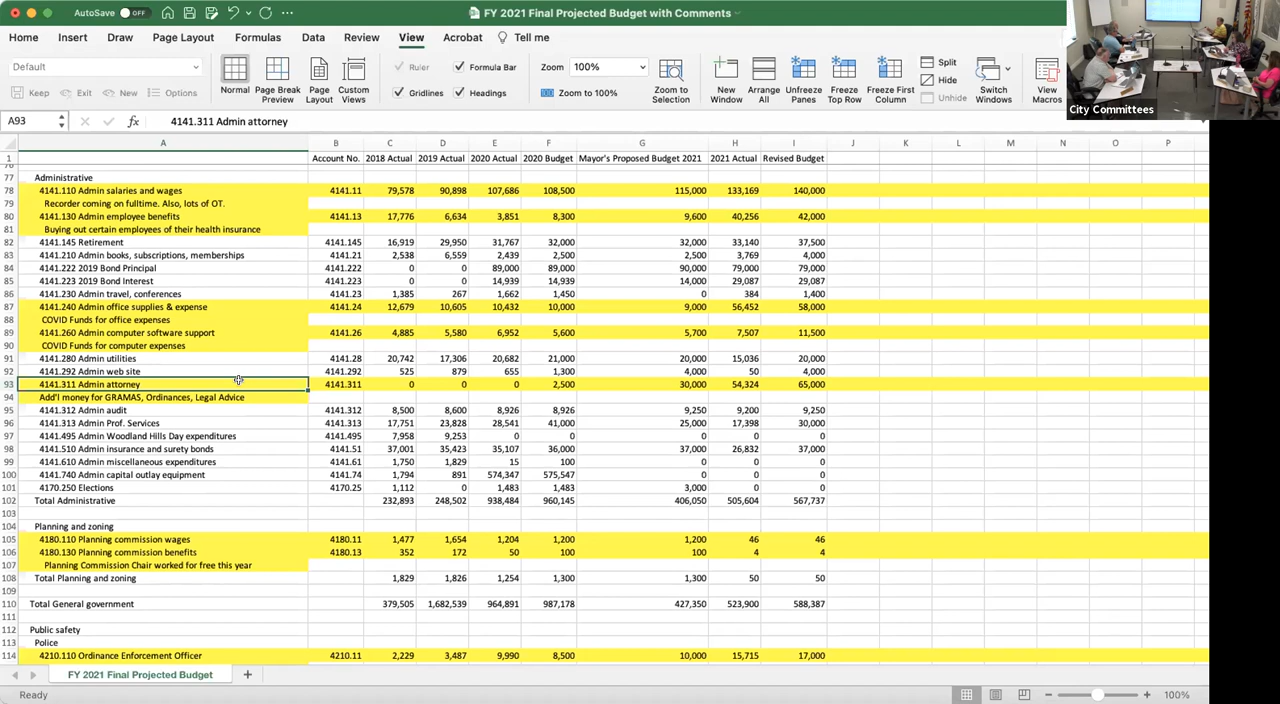 AutoSave OFF FY 2021 Final Projected Budget with Comments
Home Insert Draw Page Layout Formulas Data Review View Acrobat Tell me
Default Keep Exit New Options
Normal Page Break Preview Page Layout Custom Views
Ruler Formula Bar Gridlines Headings
Zoom 100% Zoom to 100% Zoom to Selection
New Window Arrange All Unfreeze Panes Freeze Top Row Freeze First Column
Split Hide Unhide Switch Windows View Macros
City Committees
A93 fx 4141.311 Admin attorney
A B C D E F G H I J K L M N O P
1 Account No. 2018 Actual 2019 Actual 2020 Actual 2020 Budget Mayor's Proposed Budget 2021 2021 Actual Revised Budget
77 Administrative
78 4141.110 Admin salaries and wages 4141.11 79,578 90,898 107,686 108,500 115,000 133,169 140,000
79 Recorder coming on fulltime. Also, lots of OT.
80 4141.130 Admin employee benefits 4141.13 17,776 6,634 3,851 8,300 9,600 40,256 42,000
81 Buying out certain employees of their health insurance
82 4141.145 Retirement 4141.145 16,919 29,950 31,767 32,000 32,000 33,140 37,500
83 4141.210 Admin books, subscriptions, memberships 4141.21 2,538 6,559 2,439 2,500 2,500 3,769 4,000
84 4141.222 2019 Bond Principal 4141.222 0 0 89,000 89,000 90,000 79,000 79,000
85 4141.223 2019 Bond Interest 4141.223 0 0 14,939 14,939 14,000 29,087 29,087
86 4141.230 Admin travel, conferences 4141.23 1,385 267 1,662 1,450 0 384 1,400
87 4141.240 Admin office supplies & expense 4141.24 12,679 10,605 10,432 10,000 9,000 56,452 58,000
88 COVID Funds for office expenses
89 4141.260 Admin computer software support 4141.26 4,885 5,580 6,952 5,600 5,700 7,507 11,500
90 COVID Funds for computer expenses
91 4141.280 Admin utilities 4141.28 20,742 17,306 20,682 21,000 20,000 15,036 20,000
92 4141.292 Admin web site 4141.292 525 879 655 1,300 4,000 50 4,000
93 4141.311 Admin attorney 4141.311 0 0 0 2,500 30,000 54,324 65,000
94 Add'l money for GRAMAS, Ordinances, Legal Advice
95 4141.312 Admin audit 4141.312 8,500 8,600 8,926 8,926 9,250 9,200 9,250
96 4141.313 Admin Prof. Services 4141.313 17,751 23,828 28,541 41,000 25,000 17,398 30,000
97 4141.495 Admin Woodland Hills Day expenditures 4141.495 7,958 9,253 0 0 0 0 0
98 4141.510 Admin insurance and surety bonds 4141.51 37,001 35,423 35,107 36,000 37,000 26,832 37,000
99 4141.610 Admin miscellaneous expenditures 4141.61 1,750 1,829 15 100 0 0 0
100 4141.740 Admin capital outlay equipment 4141.74 1,794 891 574,347 575,547 0 0 0
101 4170.250 Elections 4170.25 1,112 0 1,483 1,483 3,000 0 0
102 Total Administrative 232,893 248,502 938,484 960,145 406,050 505,604 567,737
103
104 Planning and zoning
105 4180.110 Planning commission wages 4180.11 1,477 1,654 1,204 1,200 1,200 46 46
106 4180.130 Planning commission benefits 4180.13 352 172 50 100 100 4 4
107 Planning Commission Chair worked for free this year
108 Total Planning and zoning 1,829 1,826 1,254 1,300 1,300 50 50
109
110 Total General government 379,505 1,682,539 964,891 987,178 427,350 523,900 588,387
111
112 Public safety
113 Police
114 4210.110 Ordinance Enforcement Officer 4210.11 2,229 3,487 9,990 8,500 10,000 15,715 17,000
FY 2021 Final Projected Budget +
Ready 100%